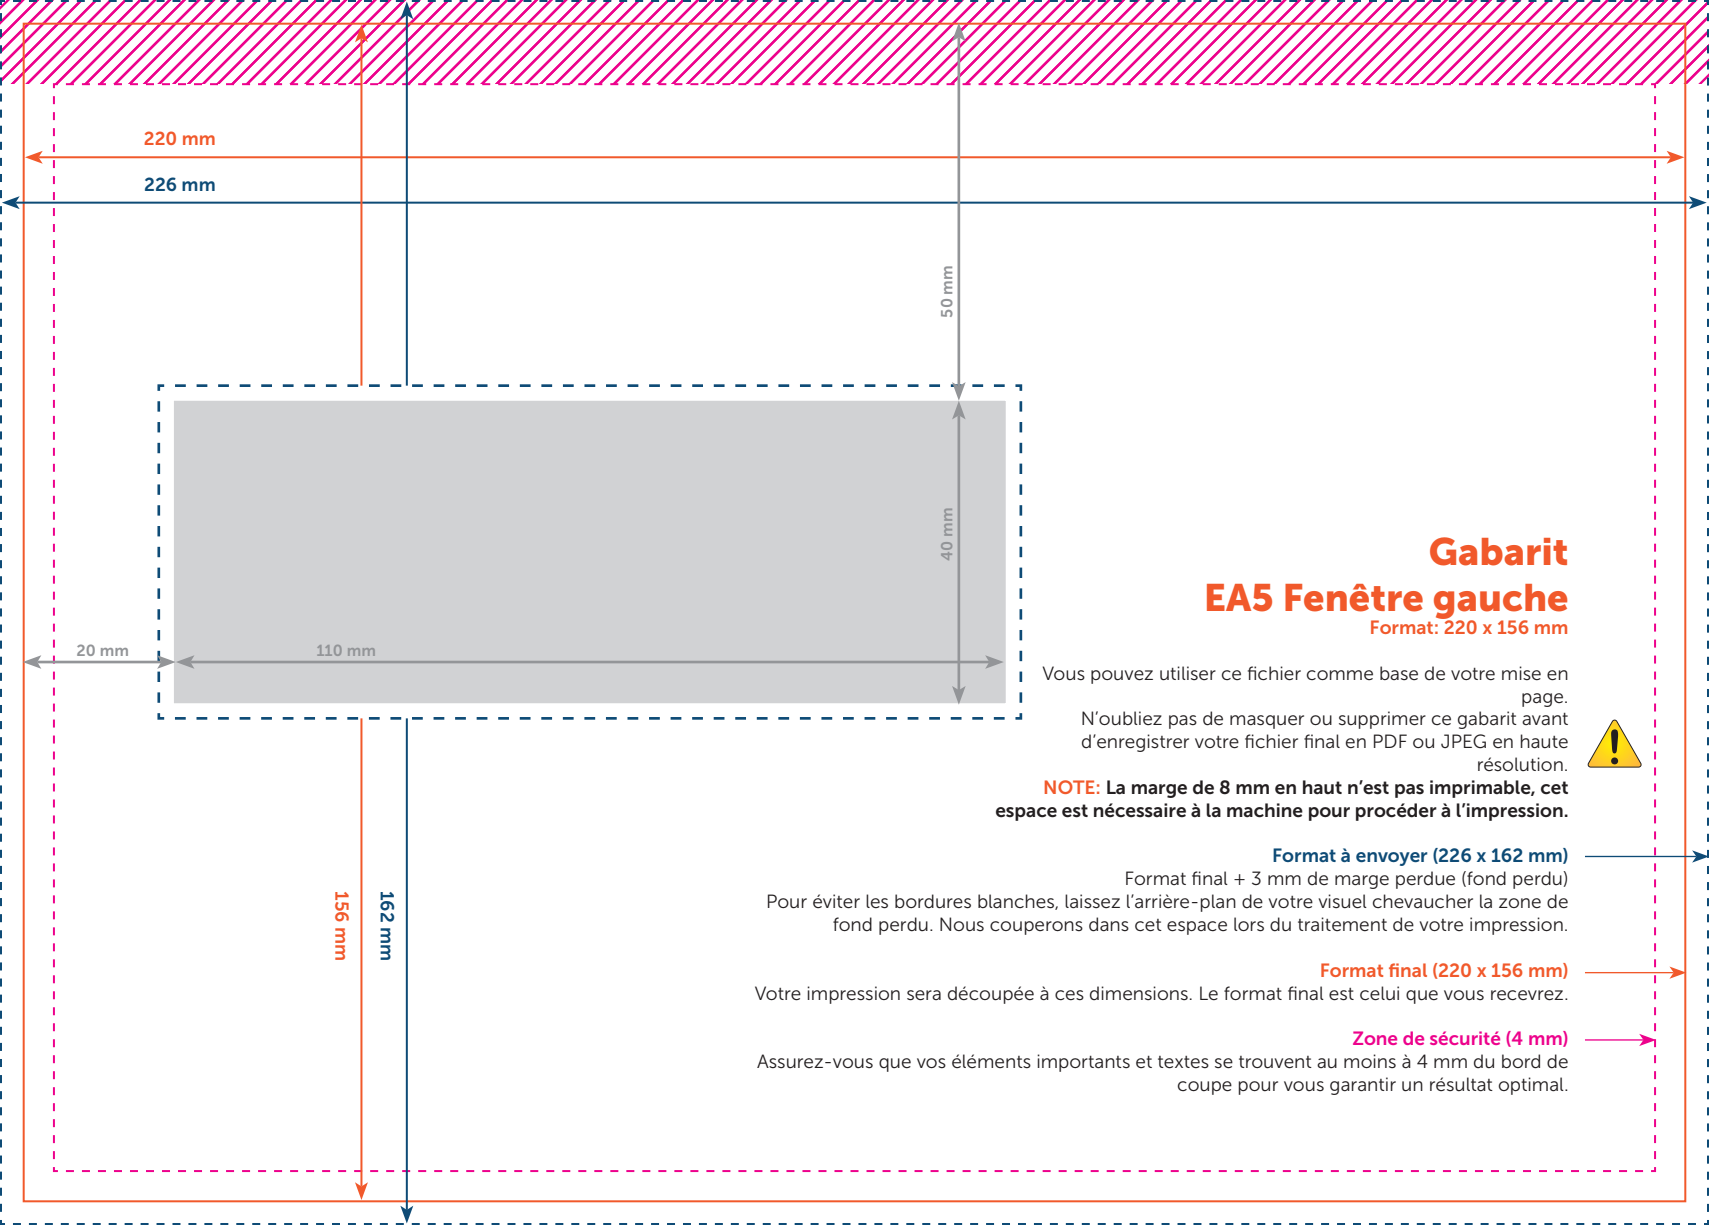 220 mm
226 mm
50 mm
40 mm
20 mm
110 mm
156 mm
162 mm
Gabarit
EA5 Fenêtre gauche
Format: 220 x 156 mm
Vous pouvez utiliser ce fichier comme base de votre mise en
page.
N’oubliez pas de masquer ou supprimer ce gabarit avant
d’enregistrer votre fichier final en PDF ou JPEG en haute
résolution.
NOTE: La marge de 8 mm en haut n’est pas imprimable, cet
espace est nécessaire à la machine pour procéder à l’impression.
Format à envoyer (226 x 162 mm)
Format final + 3 mm de marge perdue (fond perdu)
Pour éviter les bordures blanches, laissez l’arrière-plan de votre visuel chevaucher la zone de
fond perdu. Nous couperons dans cet espace lors du traitement de votre impression.
Format final (220 x 156 mm)
Votre impression sera découpée à ces dimensions. Le format final est celui que vous recevrez.
Zone de sécurité (4 mm)
Assurez-vous que vos éléments importants et textes se trouvent au moins à 4 mm du bord de
coupe pour vous garantir un résultat optimal.